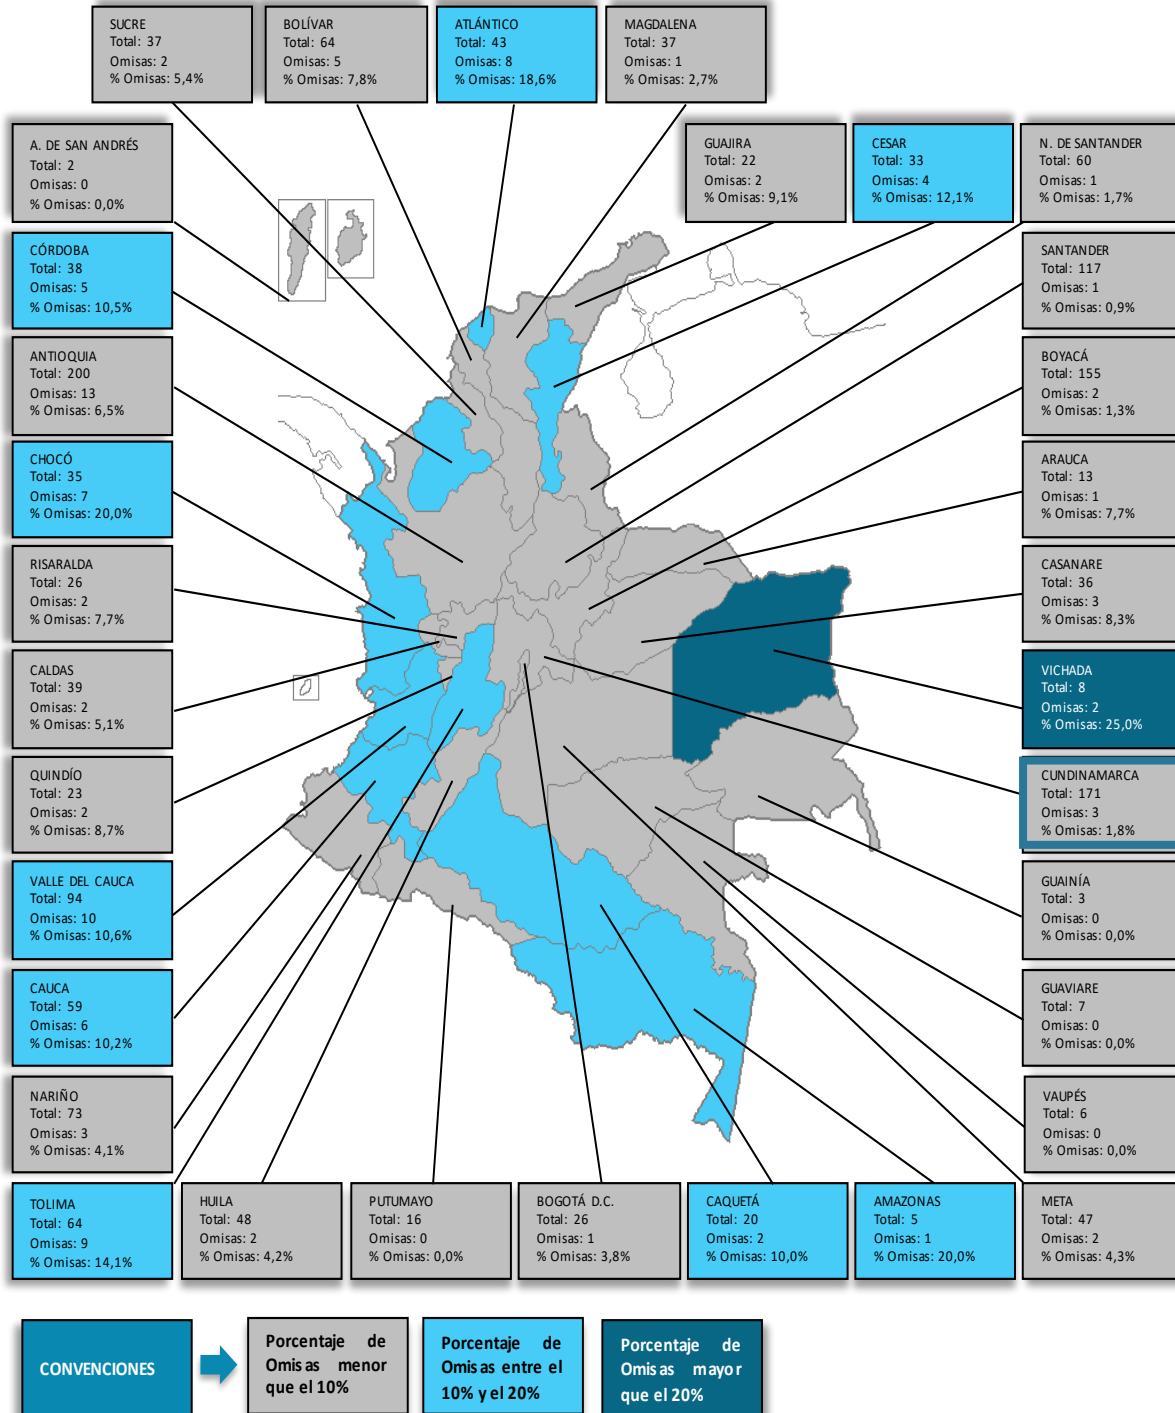 SUCRE
Total: 37
Omisas: 2
% Omisas: 5,4%
BOLÍVAR
Total: 64
Omisas: 5
% Omisas: 7,8%
ATLÁNTICO
Total: 43
Omisas: 8
% Omisas: 18,6%
MAGDALENA
Total: 37
Omisas: 1
% Omisas: 2,7%
A. DE SAN ANDRÉS
Total: 2
Omisas: 0
% Omisas: 0,0%
GUAJIRA
Total: 22
Omisas: 2
% Omisas: 9,1%
CESAR
Total: 33
Omisas: 4
% Omisas: 12,1%
N. DE SANTANDER
Total: 60
Omisas: 1
% Omisas: 1,7%
CÓRDOBA
Total: 38
Omisas: 5
% Omisas: 10,5%
SANTANDER
Total: 117
Omisas: 1
% Omisas: 0,9%
ANTIOQUIA
Total: 200
Omisas: 13
% Omisas: 6,5%
BOYACÁ
Total: 155
Omisas: 2
% Omisas: 1,3%
CHOCÓ
Total: 35
Omisas: 7
% Omisas: 20,0%
ARAUCA
Total: 13
Omisas: 1
% Omisas: 7,7%
RISARALDA
Total: 26
Omisas: 2
% Omisas: 7,7%
CASANARE
Total: 36
Omisas: 3
% Omisas: 8,3%
CALDAS
Total: 39
Omisas: 2
% Omisas: 5,1%
VICHADA
Total: 8
Omisas: 2
% Omisas: 25,0%
QUINDÍO
Total: 23
Omisas: 2
% Omisas: 8,7%
CUNDINAMARCA
Total: 171
Omisas: 3
% Omisas: 1,8%
VALLE DEL CAUCA
Total: 94
Omisas: 10
% Omisas: 10,6%
GUAINÍA
Total: 3
Omisas: 0
% Omisas: 0,0%
CAUCA
Total: 59
Omisas: 6
% Omisas: 10,2%
GUAVIARE
Total: 7
Omisas: 0
% Omisas: 0,0%
NARIÑO
Total: 73
Omisas: 3
% Omisas: 4,1%
VAUPÉS
Total: 6
Omisas: 0
% Omisas: 0,0%
TOLIMA
Total: 64
Omisas: 9
% Omisas: 14,1%
HUILA
Total: 48
Omisas: 2
% Omisas: 4,2%
PUTUMAYO
Total: 16
Omisas: 0
% Omisas: 0,0%
BOGOTÁ D.C.
Total: 26
Omisas: 1
% Omisas: 3,8%
CAQUETÁ
Total: 20
Omisas: 2
% Omisas: 10,0%
AMAZONAS
Total: 5
Omisas: 1
% Omisas: 20,0%
META
Total: 47
Omisas: 2
% Omisas: 4,3%
CONVENCIONES
Porcentaje de
Omisas menor
que el 10%
Porcentaje de
Omisas entre el
10% y el 20%
Porcentaje de
Omisas mayor
que el 20%